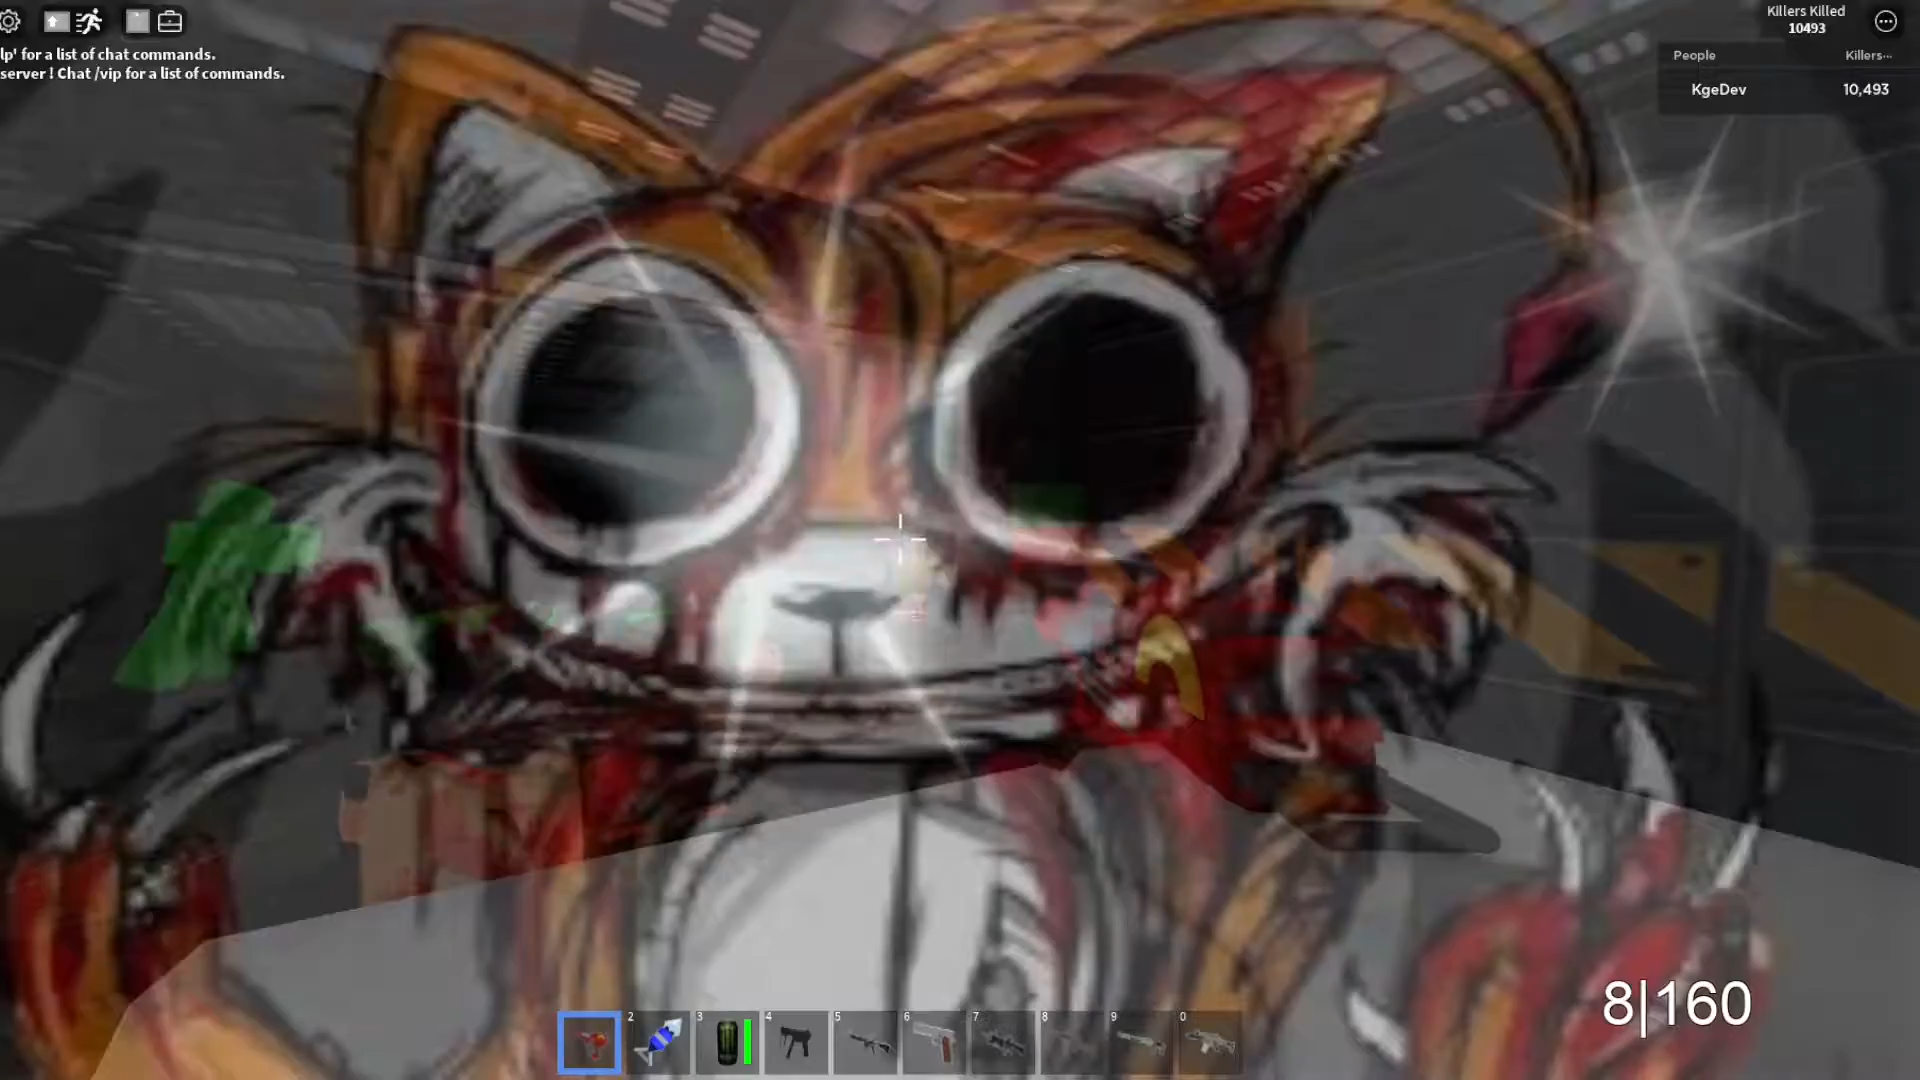 lp' for a list of chat commands.
server ! Chat /vip for a list of commands.
Killers Killed
10493
People Killers...
KgeDev 10,493
2 3 4 5 6 7 8 9 0
8|160